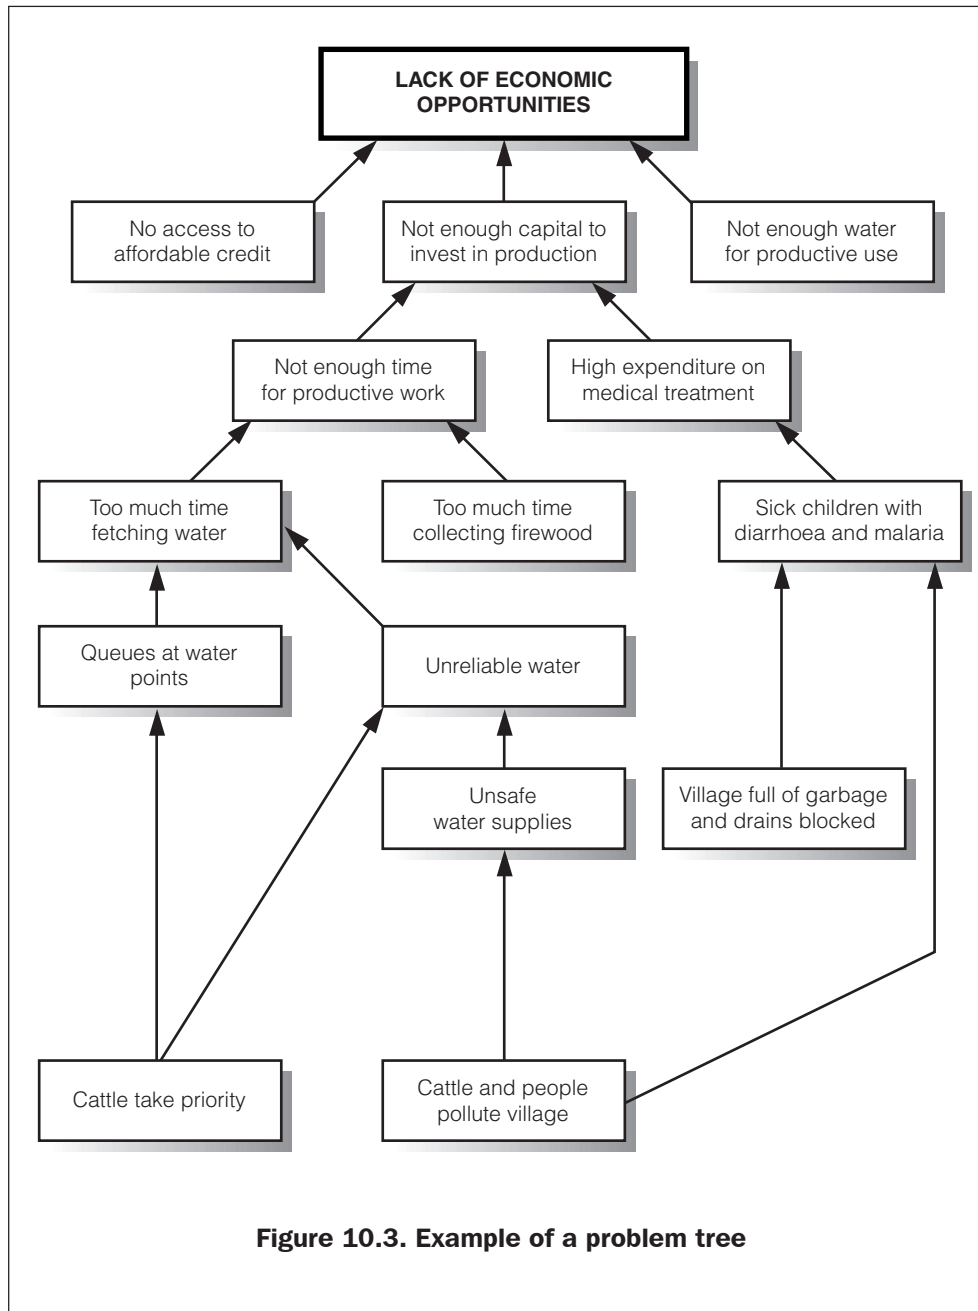 LACK OF ECONOMIC
OPPORTUNITIES
No access to
affordable credit
Not enough capital to
invest in production
Not enough water
for productive use
Not enough time
for productive work
High expenditure on
medical treatment
Too much time
fetching water
Too much time
collecting firewood
Sick children with
diarrhoea and malaria
Queues at water
points
Unreliable water
Unsafe
water supplies
Village full of garbage
and drains blocked
Cattle take priority
Cattle and people
pollute village
Figure 10.3. Example of a problem tree